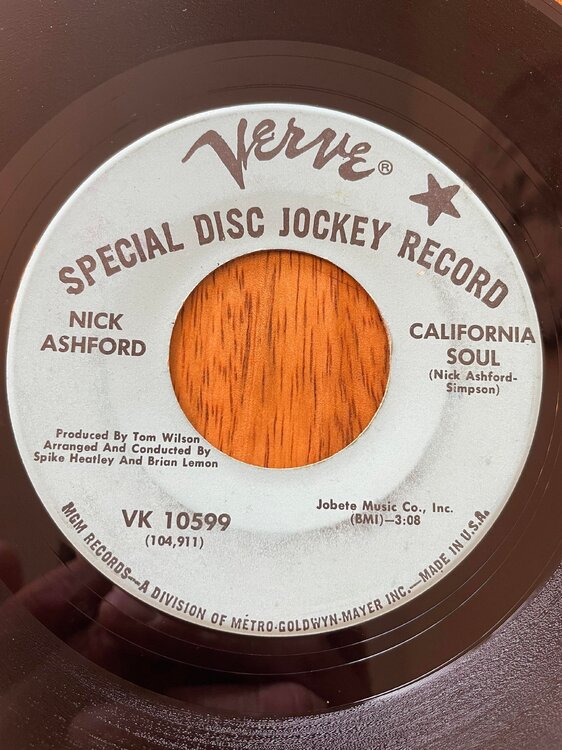 Verve®
SPECIAL DISC JOCKEY RECORD
NICK
ASHFORD
CALIFORNIA
SOUL
(Nick Ashford-
Simpson)
Produced By Tom Wilson
Arranged And Conducted By
Spike Heatley And Brian Lemon
VK 10599
(104,911)
Jobete Music Co., Inc.
(BMI)—3:08
MGM RECORDS—A DIVISION OF METRO-GOLDWYN-MAYER INC.—MADE IN U.S.A.